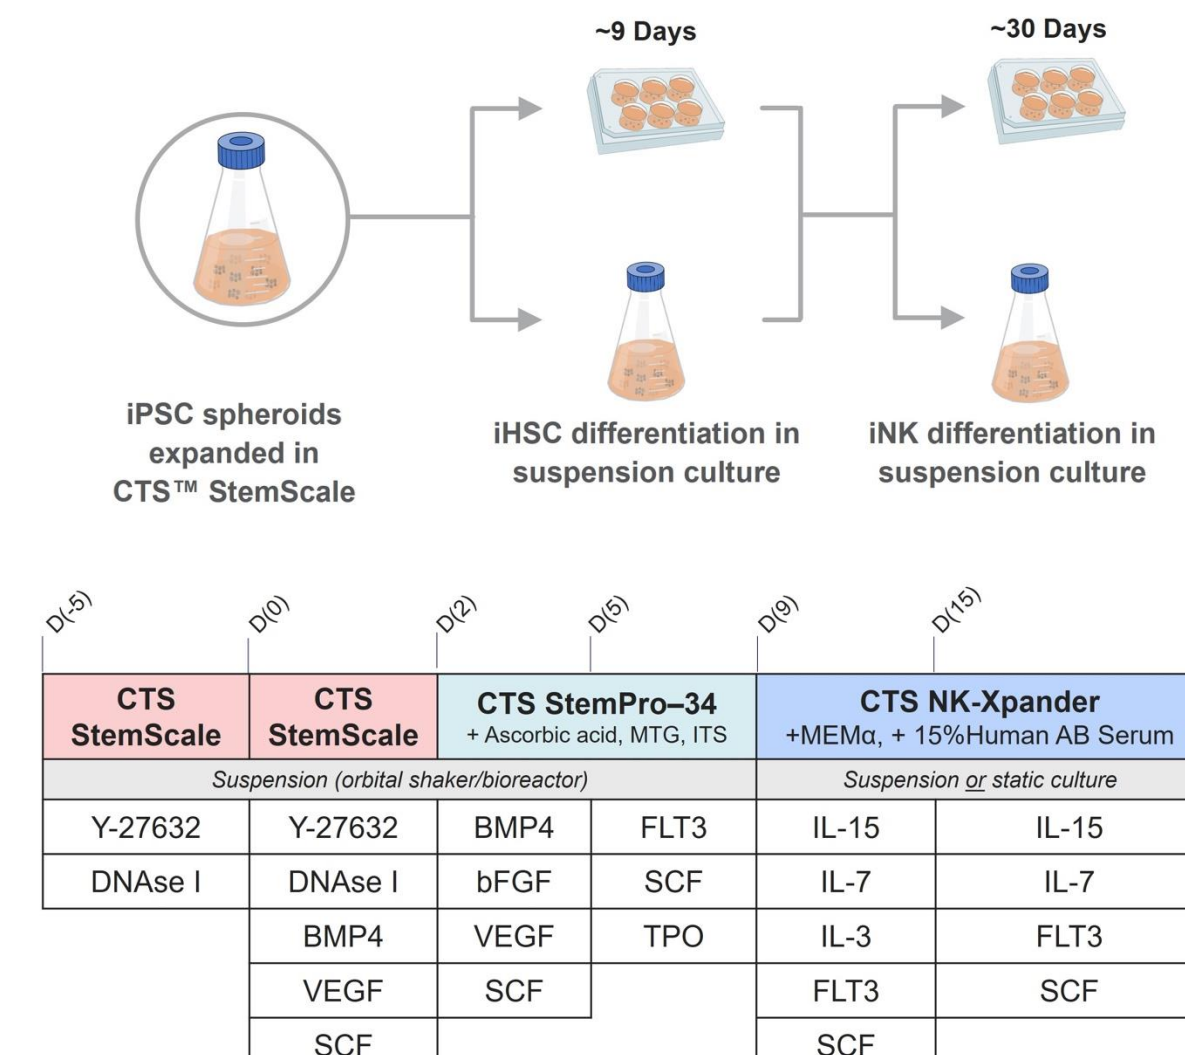 ~9 Days
~30 Days
iPSC spheroids
expanded in
CTS™ StemScale
iHSC differentiation in
suspension culture
iNK differentiation in
suspension culture
D(-5)
D(0)
D(2)
D(5)
D(9)
D(15)
CTS
StemScale
CTS
StemScale
CTS StemPro–34
+ Ascorbic acid, MTG, ITS
CTS NK-Xpander
+MEMα, + 15%Human AB Serum
Suspension (orbital shaker/bioreactor)
Suspension or static culture
Y-27632
Y-27632
BMP4
FLT3
IL-15
IL-15
DNAse I
DNAse I
bFGF
SCF
IL-7
IL-7
BMP4
VEGF
TPO
IL-3
FLT3
VEGF
SCF
FLT3
SCF
SCF
SCF